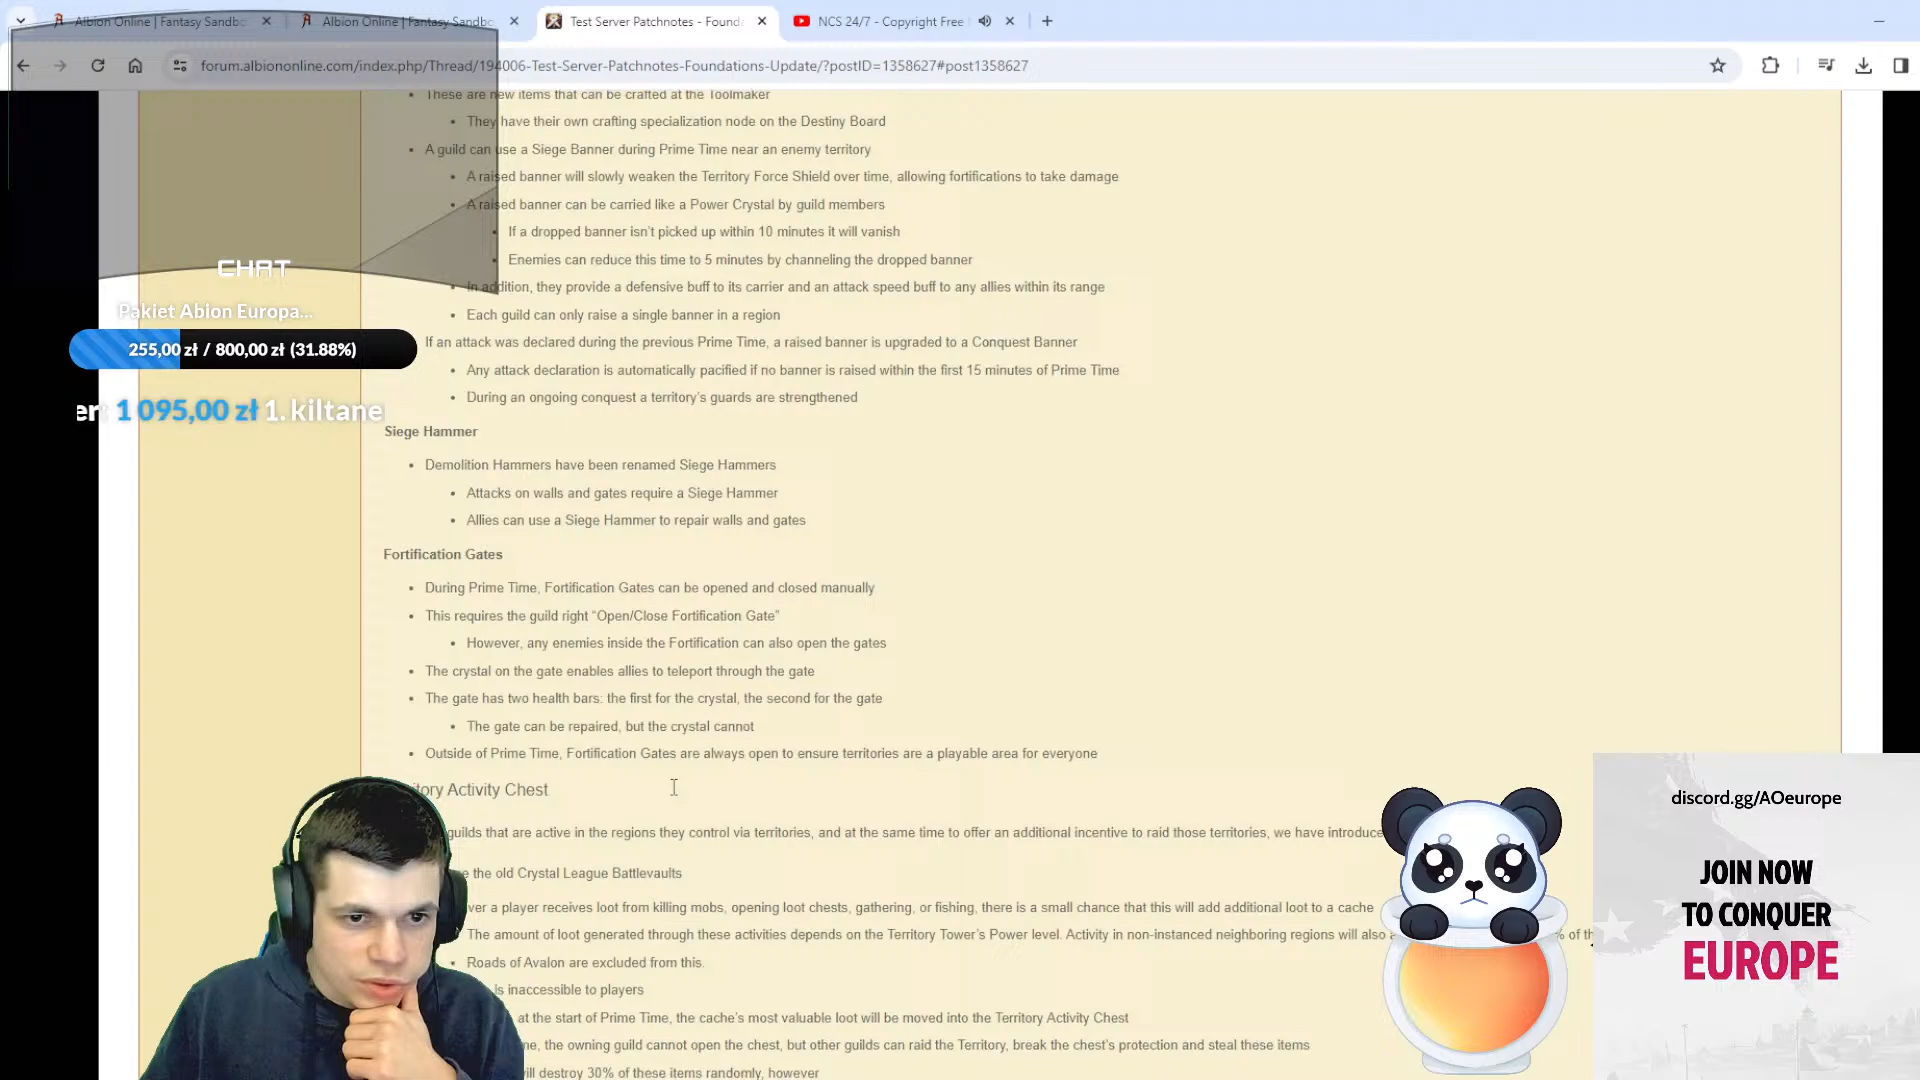 Albion Online | Fantasy Sandbo
Albion Online | Fantasy Sandbo
Test Server Patchnotes - Found
NCS 24/7 - Copyright Free
forum.albiononline.com/index.php/Thread/194006-Test-Server-Patchnotes-Foundations-Update/?postID=1358627#post1358627
These are new items that can be crafted at the Toolmaker
They have their own crafting specialization node on the Destiny Board
A guild can use a Siege Banner during Prime Time near an enemy territory
A raised banner will slowly weaken the Territory Force Shield over time, allowing fortifications to take damage
A raised banner can be carried like a Power Crystal by guild members
If a dropped banner isn't picked up within 10 minutes it will vanish
Enemies can reduce this time to 5 minutes by channeling the dropped banner
In addition, they provide a defensive buff to its carrier and an attack speed buff to any allies within its range
Each guild can only raise a single banner in a region
If an attack was declared during the previous Prime Time, a raised banner is upgraded to a Conquest Banner
Any attack declaration is automatically pacified if no banner is raised within the first 15 minutes of Prime Time
During an ongoing conquest a territory's guards are strengthened
CHAT
Pakiet Abion Europa...
255,00 zł / 800,00 zł (31.88%)
er: 1 095,00 zł 1. kiltane
Siege Hammer
Demolition Hammers have been renamed Siege Hammers
Attacks on walls and gates require a Siege Hammer
Allies can use a Siege Hammer to repair walls and gates
Fortification Gates
During Prime Time, Fortification Gates can be opened and closed manually
This requires the guild right “Open/Close Fortification Gate”
However, any enemies inside the Fortification can also open the gates
The crystal on the gate enables allies to teleport through the gate
The gate has two health bars: the first for the crystal, the second for the gate
The gate can be repaired, but the crystal cannot
Outside of Prime Time, Fortification Gates are always open to ensure territories are a playable area for everyone
itory Activity Chest
guilds that are active in the regions they control via territories, and at the same time to offer an additional incentive to raid those territories, we have introduce
e the old Crystal League Battlevaults
ver a player receives loot from killing mobs, opening loot chests, gathering, or fishing, there is a small chance that this will add additional loot to a cache
The amount of loot generated through these activities depends on the Territory Tower's Power level. Activity in non-instanced neighboring regions will also a % of th
Roads of Avalon are excluded from this.
is inaccessible to players
at the start of Prime Time, the cache's most valuable loot will be moved into the Territory Activity Chest
ne, the owning guild cannot open the chest, but other guilds can raid the Territory, break the chest's protection and steal these items
ill destroy 30% of these items randomly, however
discord.gg/AOeurope
JOIN NOW
TO CONQUER
EUROPE